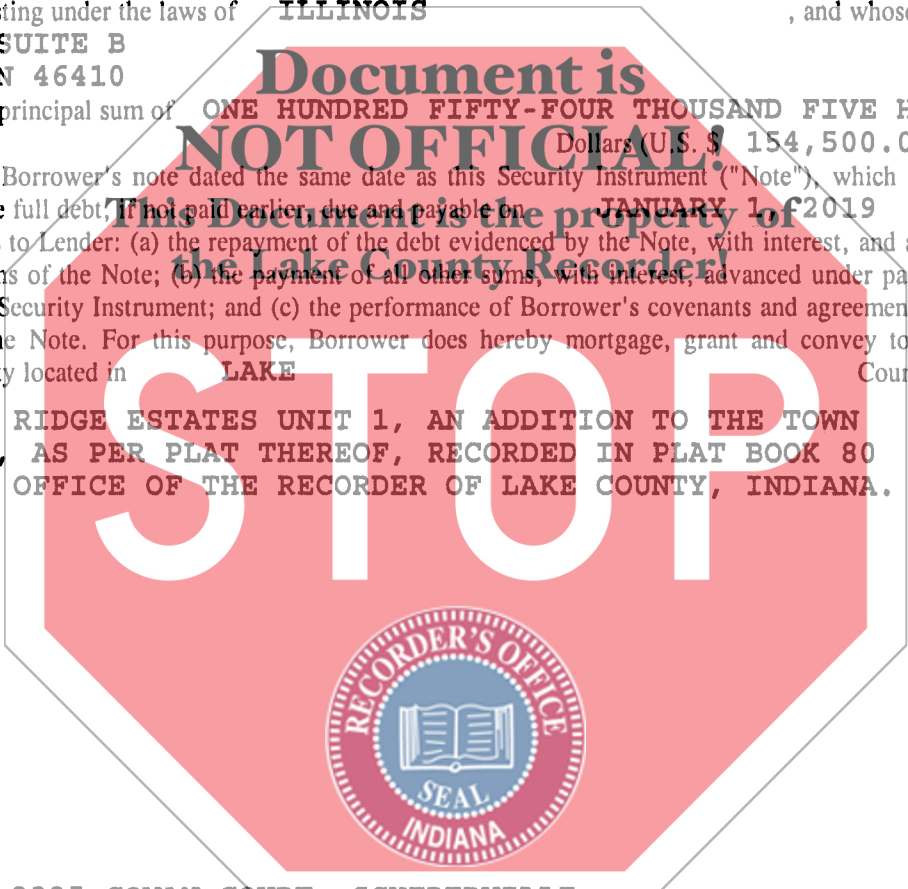 ting under the laws of ILLINOIS , and whos
SUITE B
N 46410
Document is
principal sum of ONE HUNDRED FIFTY-FOUR THOUSAND FIVE H
NOT OFFICIAL!
Dollars (U.S. $ 154,500.0
Borrower's note dated the same date as this Security Instrument ("Note"), which
e full debt, if not paid earlier, due and payable on JANUARY 1, 2019
This Document is the property of
s to Lender: (a) the repayment of the debt evidenced by the Note, with interest, and a
the Lake County Recorder!
ns of the Note; (b) the payment of all other sums, with interest, advanced under pa
Security Instrument; and (c) the performance of Borrower's covenants and agreemen
e Note. For this purpose, Borrower does hereby mortgage, grant and convey to
y located in LAKE Cour
RIDGE ESTATES UNIT 1, AN ADDITION TO THE TOWN
, AS PER PLAT THEREOF, RECORDED IN PLAT BOOK 80
OFFICE OF THE RECORDER OF LAKE COUNTY, INDIANA.
STOP
RECORDER'S OFFICE
SEAL
INDIANA